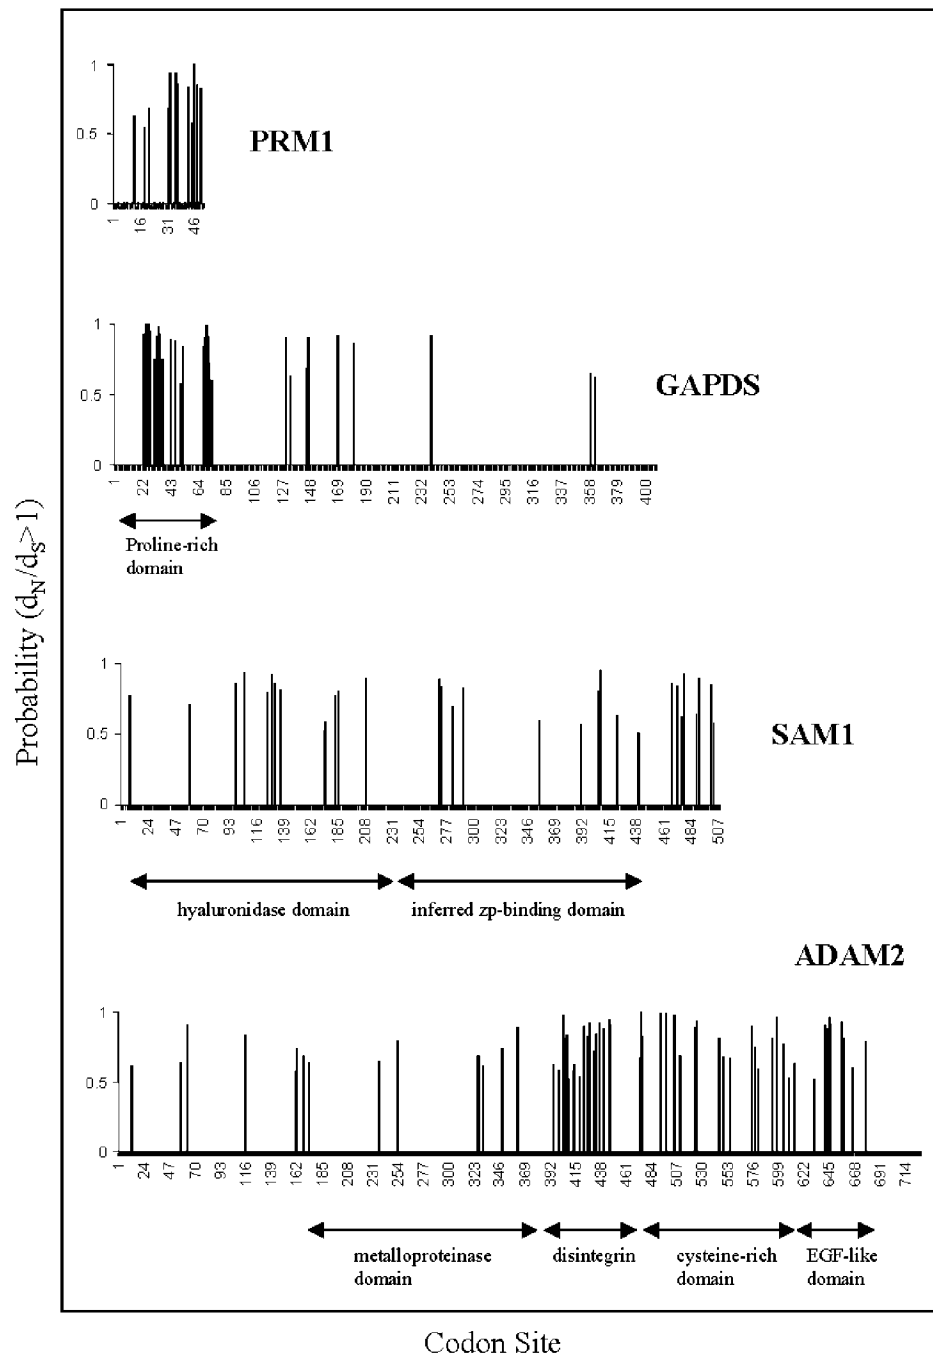 Probability (dN/dS>1)
1
0.5
0
1 16 31 46
PRM1
1
0.5
0
1 22 43 64 85 106 127 148 169 190 211 232 253 274 295 316 337 358 379 400
GAPDS
Proline-rich
domain
1
0.5
0
1 24 47 70 93 116 139 162 185 208 231 254 277 300 323 346 369 392 415 438 461 484 507
SAM1
hyaluronidase domain
inferred zp-binding domain
ADAM2
1
0.5
0
1 24 47 70 93 116 139 162 185 208 231 254 277 300 323 346 369 392 415 438 461 484 507 530 553 576 599 622 645 668 691 714
metalloproteinase
domain
disintegrin
cysteine-rich
domain
EGF-like
domain
Codon Site